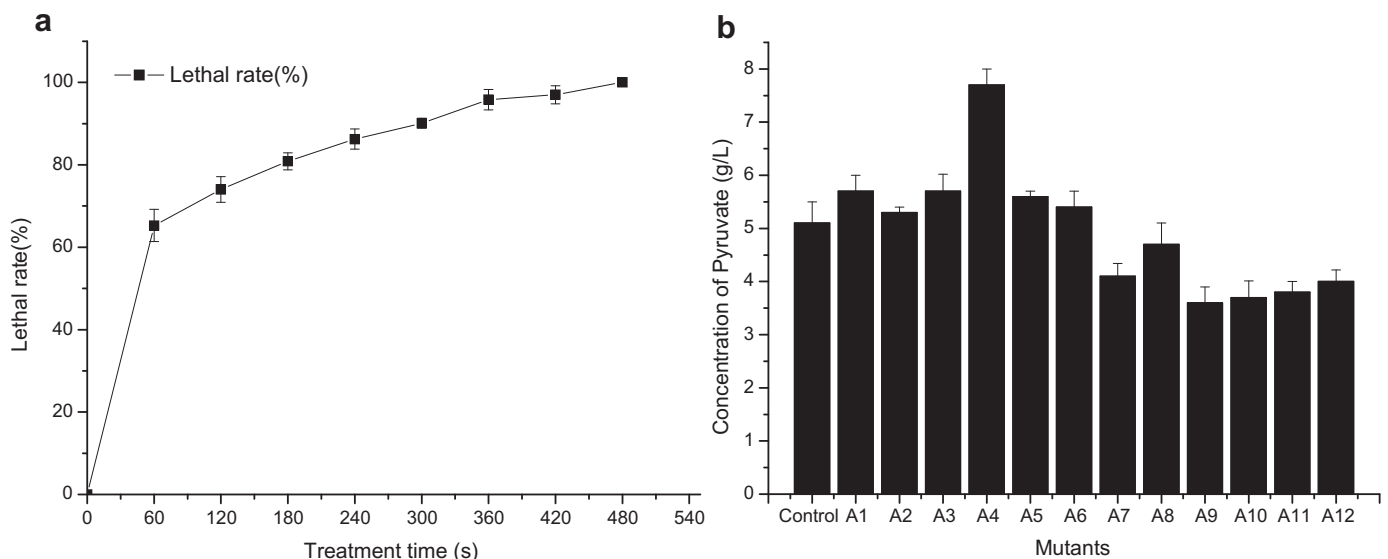 a
Lethal rate(%)
100
80
60
40
20
0
Lethal rate(%)
0 60 120 180 240 300 360 420 480 540
Treatment time (s)
b
8
7
6
5
4
3
2
1
0
Concentration of Pyruvate (g/L)
Control A1 A2 A3 A4 A5 A6 A7 A8 A9 A10 A11 A12
Mutants